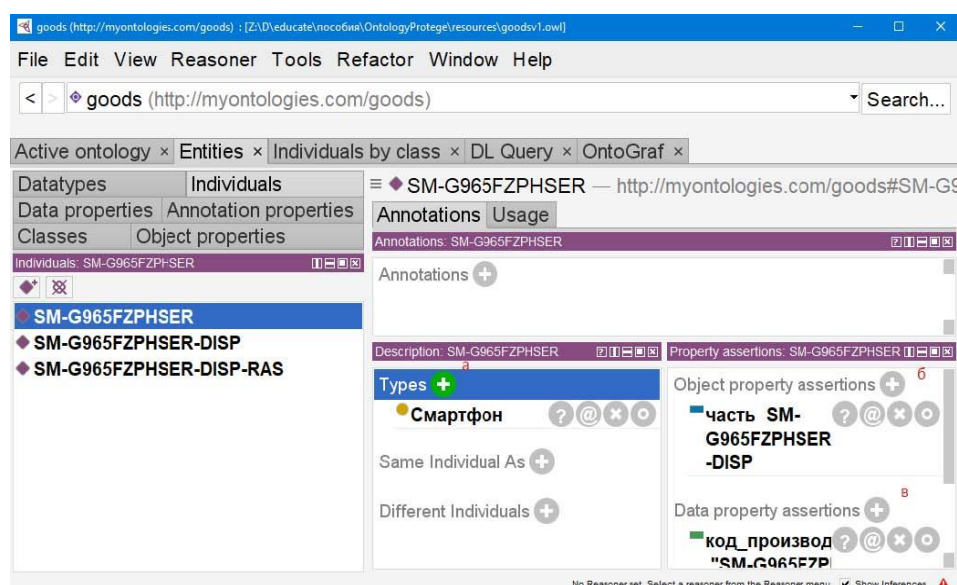 goods (http://myontologies.com/goods) : [Z:\D\educate\пособия\OntologyProtege\resources\goodsv1.owl]
File Edit View Reasoner Tools Refactor Window Help
< > goods (http://myontologies.com/goods) Search...
Active ontology × Entities × Individuals by class × DL Query × OntoGraf ×
Datatypes Individuals
Data properties Annotation properties
Classes Object properties
Individuals: SM-G965FZPHSER
SM-G965FZPHSER
SM-G965FZPHSER-DISP
SM-G965FZPHSER-DISP-RAS
≡ SM-G965FZPHSER — http://myontologies.com/goods#SM-G9
Annotations Usage
Annotations: SM-G965FZPHSER
Annotations
Description: SM-G965FZPHSER
а
Types
Смартфон
Same Individual As
Different Individuals
Property assertions: SM-G965FZPHSER
Object property assertions б
часть SM-
G965FZPHSER
-DISP
в
Data property assertions
код_производ
"SM-G965FZP
No Reasoner set. Select a reasoner from the Reasoner menu Show Inferences